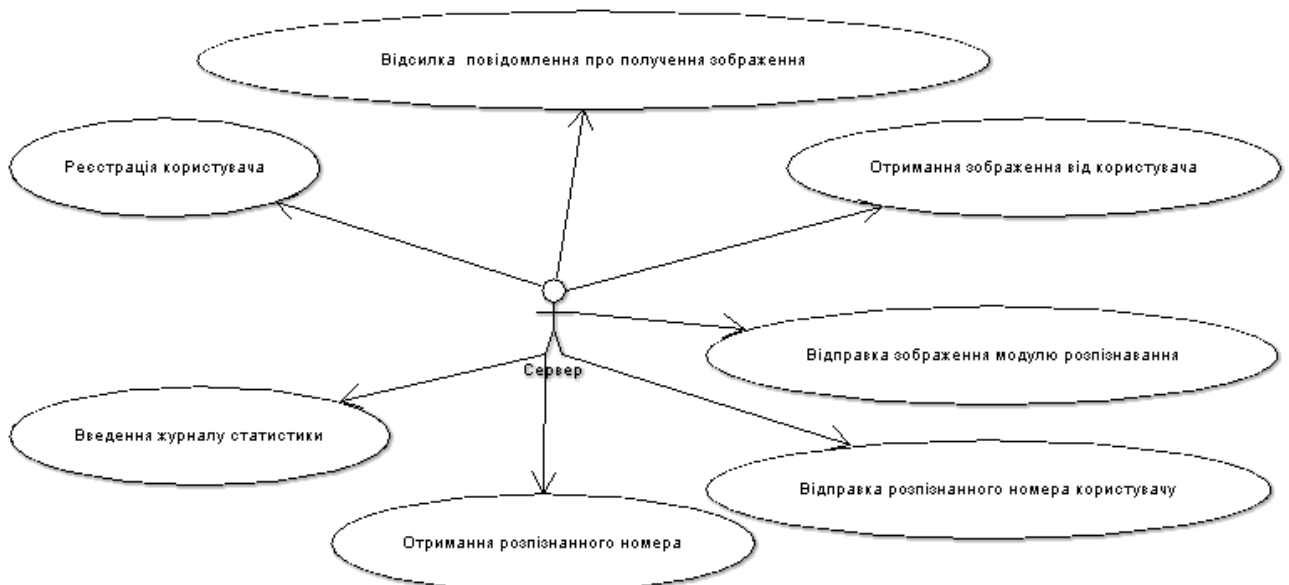 Відсилка повідомлення про получення зображення
Реєстрація користувача
Отримання зображення від користувача
Відправка зображення модулю розпізнавання
Сервер
Введення журналу статистики
Відправка розпізнанного номера користувачу
Отримання розпізнанного номера